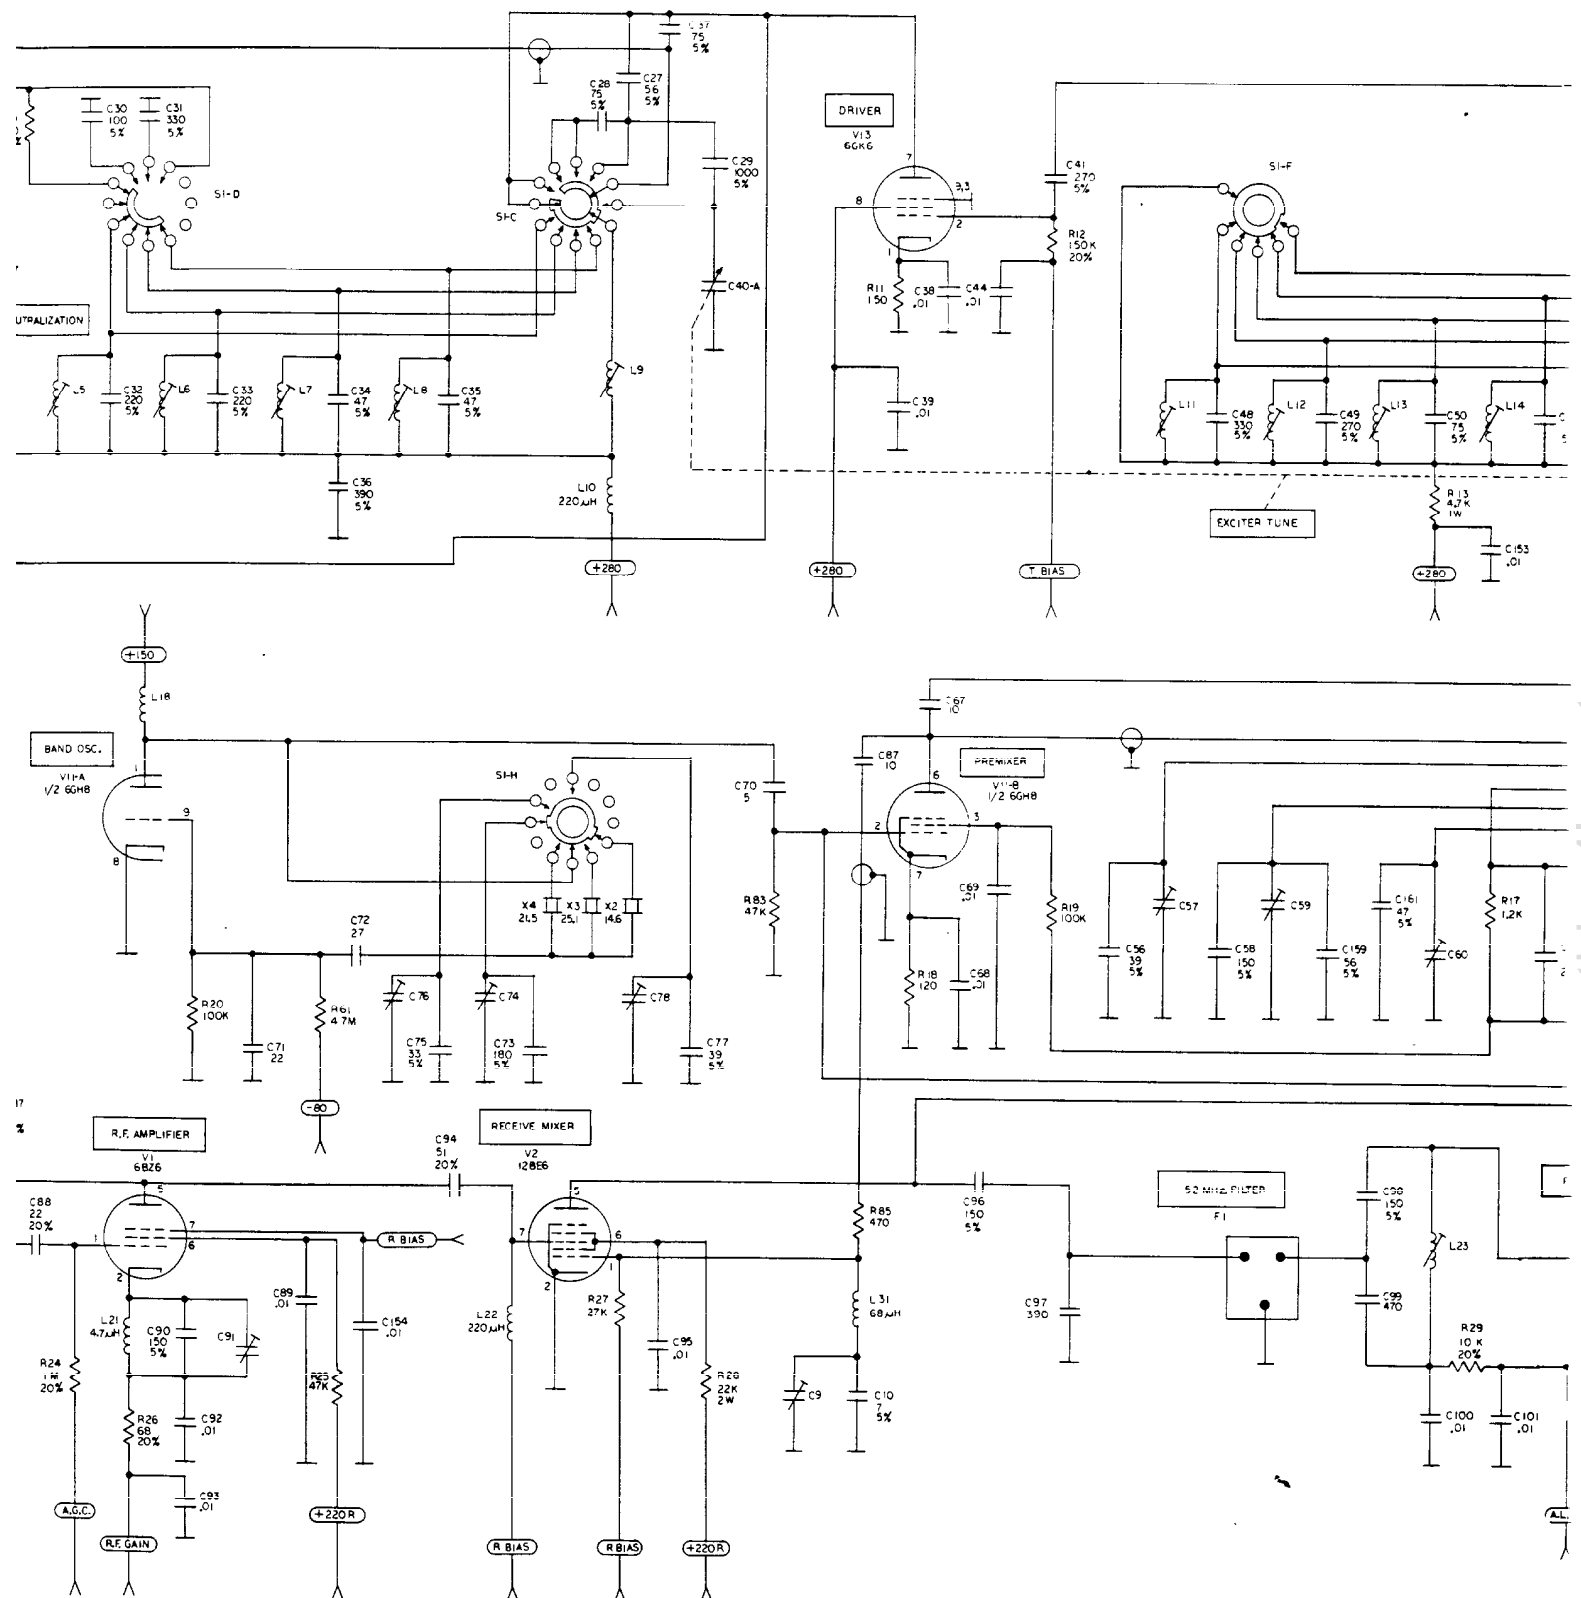 C37
75
5%
C30
100
5%
C31
330
5%
C28
75
5%
C27
56
5%
DRIVER
V13
6GK6
C29
1000
5%
C41
270
5%
S1-F
S1-D
S1-C
7
9,3
8
2
1
R12
150K
20%
R11
150
C38
.01
C44
.01
C40-A
UTRALIZATION
L5
C32
220
5%
L6
C33
220
5%
L7
C34
47
5%
L8
C35
47
5%
L9
C39
.01
L11
C48
330
5%
L12
C49
270
5%
L13
C50
75
5%
L14
C
5
C36
390
5%
L10
220µH
R13
4.7K
1W
EXCITER TUNE
C153
.01
+280
+280
T BIAS
+280
+150
L18
BAND OSC.
V11-A
1/2 6GH8
1
9
8
S1-H
C67
10
C87
10
PREMIXER
V11-B
1/2 6GH8
C70
5
6
2
3
7
X4
21.5
X3
25.1
X2
14.6
R83
47K
C69
.01
R19
100K
C57
C59
C161
47
5%
R17
1.2K
C72
27
C56
39
5%
C58
150
5%
C159
56
5%
C60
2
R18
120
C68
.01
R20
100K
C71
22
R61
4.7M
C76
C75
33
5%
C74
C73
180
5%
C78
C77
39
5%
-80
17
%
R.F. AMPLIFIER
V1
6BZ6
C94
51
20%
RECEIVE MIXER
V2
12BE6
C88
22
20%
5
7
6
1
2
R BIAS
5
7
6
1
2
R85
470
C96
150
5%
5.2 MHz FILTER
F1
F
C98
150
5%
L23
C89
.01
C154
.01
L22
220µH
R27
27K
C95
.01
L31
68µH
C97
390
C99
470
L21
4.7µH
C90
150
5%
C91
R24
1M
20%
R25
47K
R28
22K
2W
C9
C10
7
5%
R29
10 K
20%
C100
.01
C101
.01
R26
68
20%
C92
.01
C93
.01
A.G.C.
+220R
A.L.
R.F. GAIN
R BIAS
R BIAS
+220R